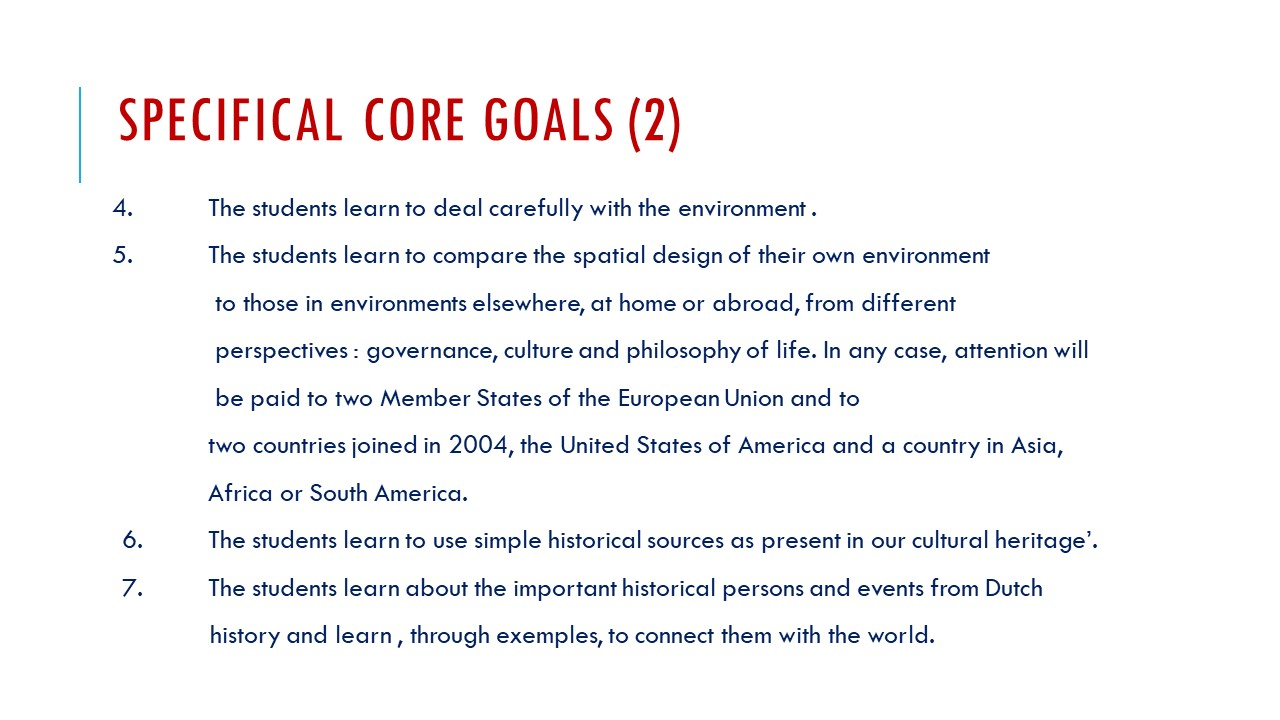 SPECIFICAL CORE GOALS (2)
4. The students learn to deal carefully with the environment .
5. The students learn to compare the spatial design of their own environment
to those in environments elsewhere, at home or abroad, from different
perspectives : governance, culture and philosophy of life. In any case, attention will
be paid to two Member States of the European Union and to
two countries joined in 2004, the United States of America and a country in Asia,
Africa or South America.
6. The students learn to use simple historical sources as present in our cultural heritage’.
7. The students learn about the important historical persons and events from Dutch
history and learn , through exemples, to connect them with the world.